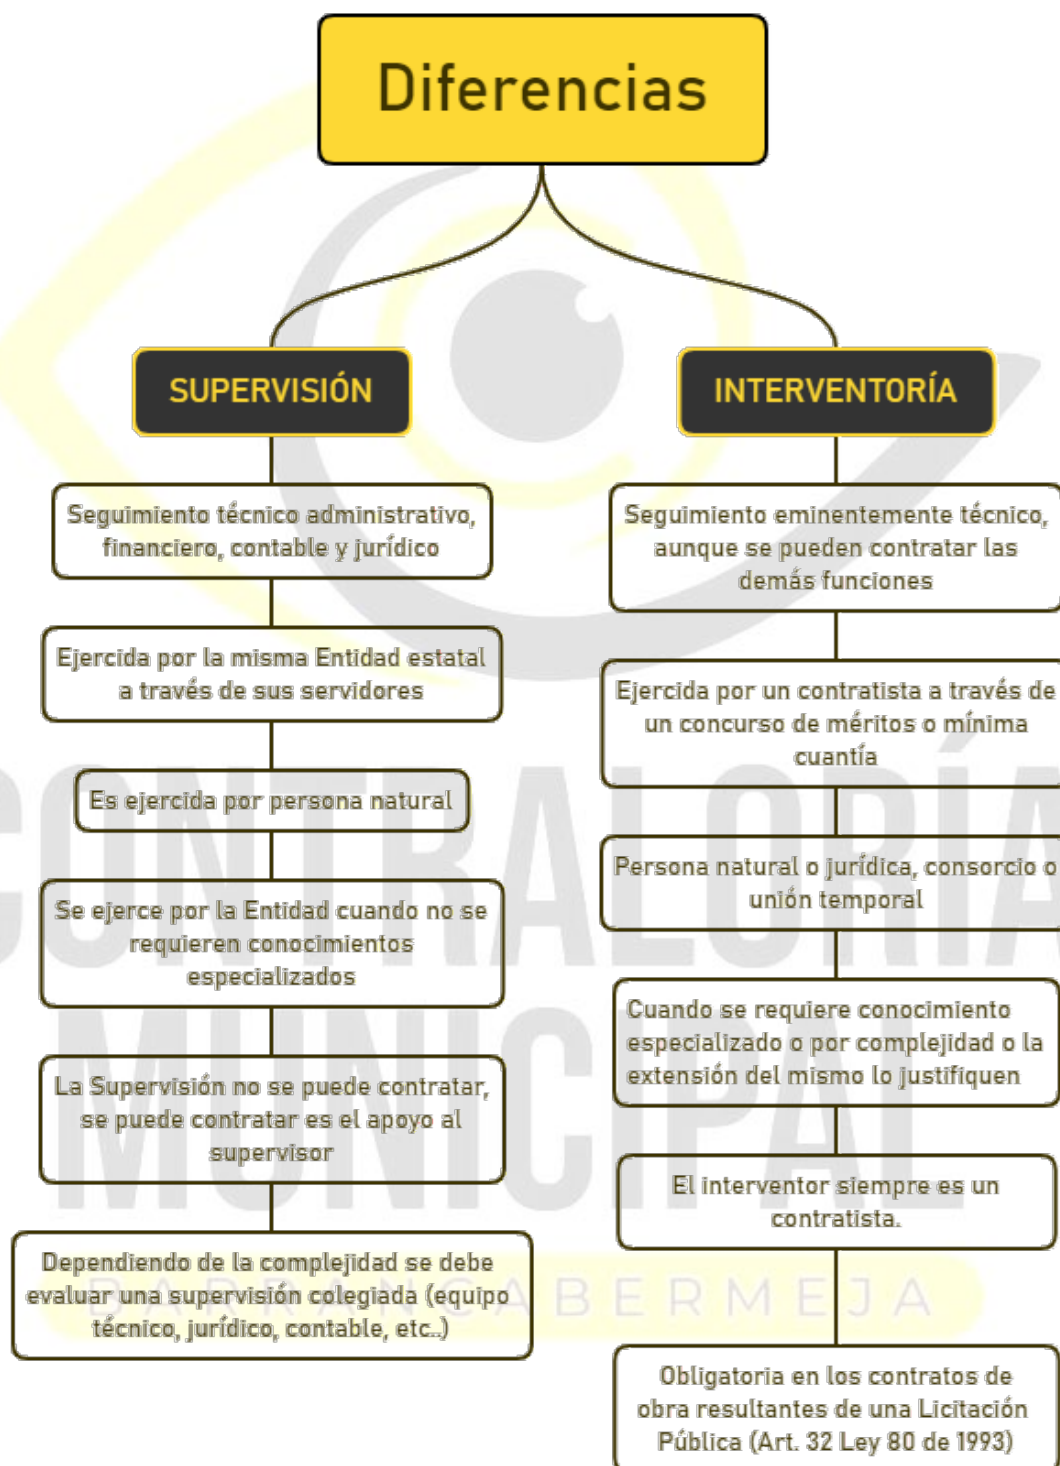 Diferencias
SUPERVISIÓN
Seguimiento técnico administrativo,
financiero, contable y jurídico
Ejercida por la misma Entidad estatal
a través de sus servidores
Es ejercida por persona natural
Se ejerce por la Entidad cuando no se
requieren conocimientos
especializados
La Supervisión no se puede contratar,
se puede contratar es el apoyo al
supervisor
Dependiendo de la complejidad se debe
evaluar una supervisión colegiada (equipo
técnico, jurídico, contable, etc..)
INTERVENTORÍA
Seguimiento eminentemente técnico,
aunque se pueden contratar las
demás funciones
Ejercida por un contratista a través de
un concurso de méritos o mínima
cuantía
Persona natural o jurídica, consorcio o
unión temporal
Cuando se requiere conocimiento
especializado o por complejidad o la
extensión del mismo lo justifiquen
El interventor siempre es un
contratista.
Obligatoria en los contratos de
obra resultantes de una Licitación
Pública (Art. 32 Ley 80 de 1993)
CONTRALORÍA
MUNICIPAL
BARRANCABERMEJA